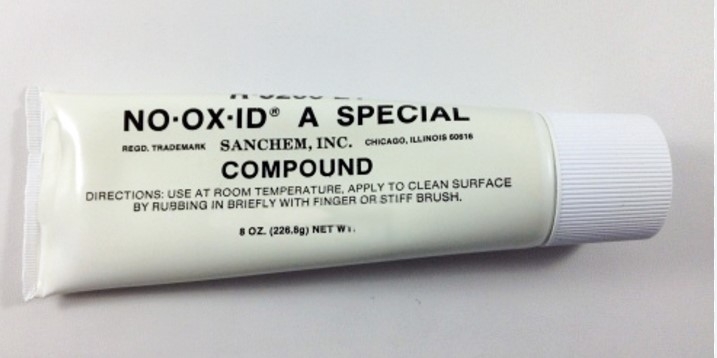 NO·OX·ID® A SPECIAL
REGD. TRADEMARK SANCHEM, INC. CHICAGO, ILLINOIS 60616
COMPOUND
DIRECTIONS: USE AT ROOM TEMPERATURE, APPLY TO CLEAN SURFACE
BY RUBBING IN BRIEFLY WITH FINGER OR STIFF BRUSH.
8 OZ. (226.8g) NET